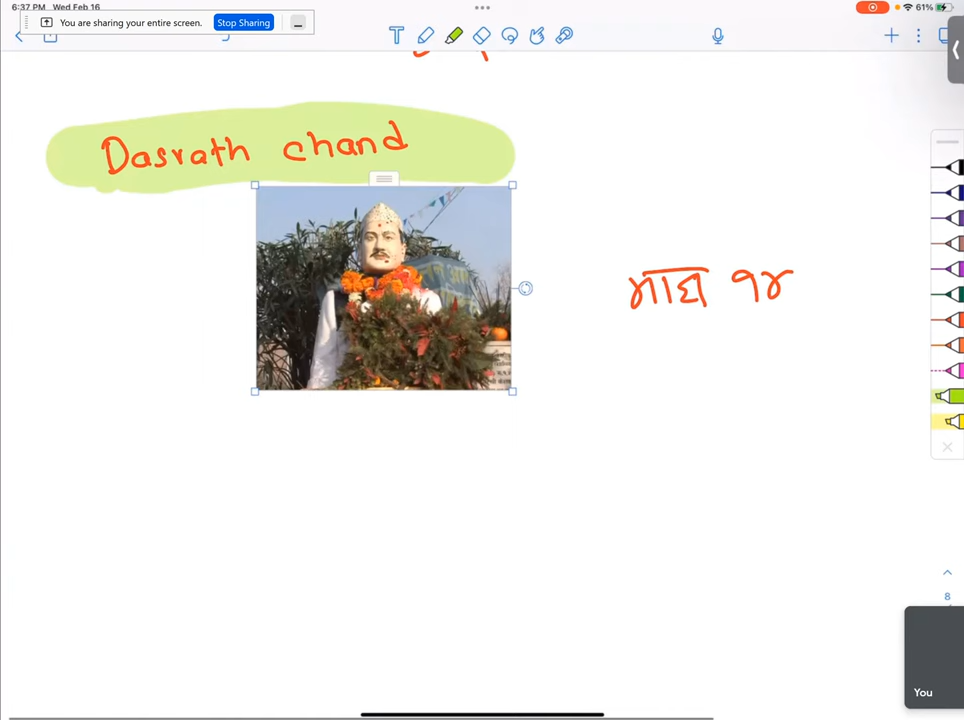 6:37 PM Wed Feb 16
61%
You are sharing your entire screen.
Stop Sharing
Dasrath chand
माघ १४
8
You